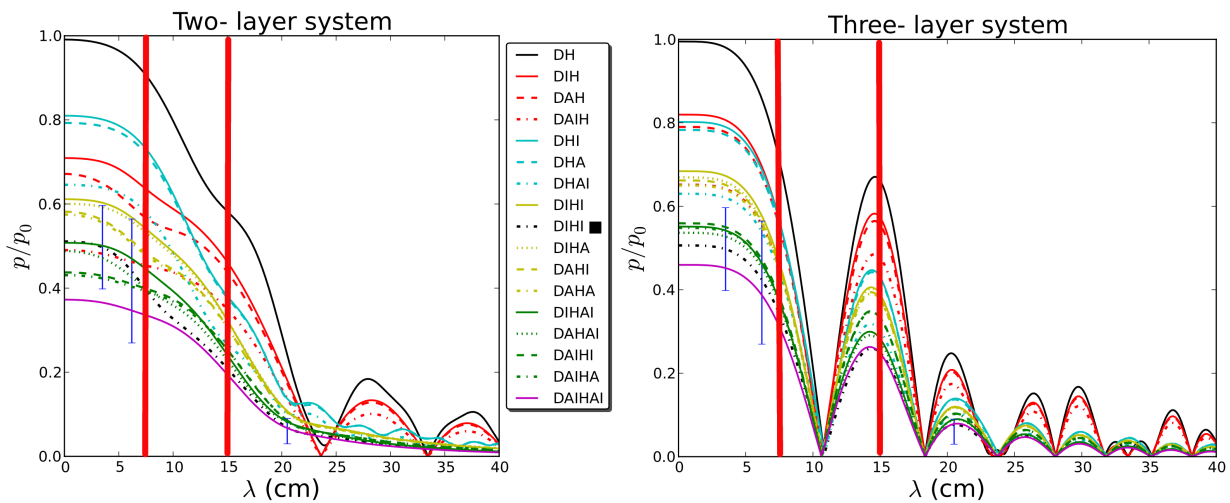 Two- layer system
1.0
0.8
0.6
0.4
0.2
0.0
p/p0
0 5 10 15 20 25 30 35 40
λ (cm)
DH
DIH
DAH
DAIH
DHI
DHA
DHAI
DIHI
DIHI
DIHA
DAHI
DAHA
DIHAI
DAHAI
DAIHI
DAIHA
DAIHAI
Three- layer system
1.0
0.8
0.6
0.4
0.2
0.0
p/p0
0 5 10 15 20 25 30 35 40
λ (cm)